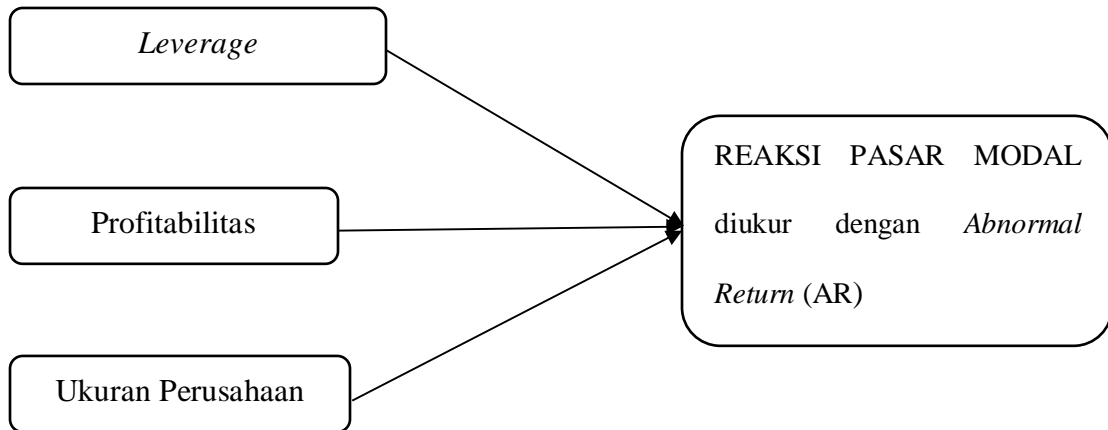 Leverage
Profitabilitas
Ukuran Perusahaan
REAKSI PASAR MODAL
diukur dengan Abnormal
Return (AR)